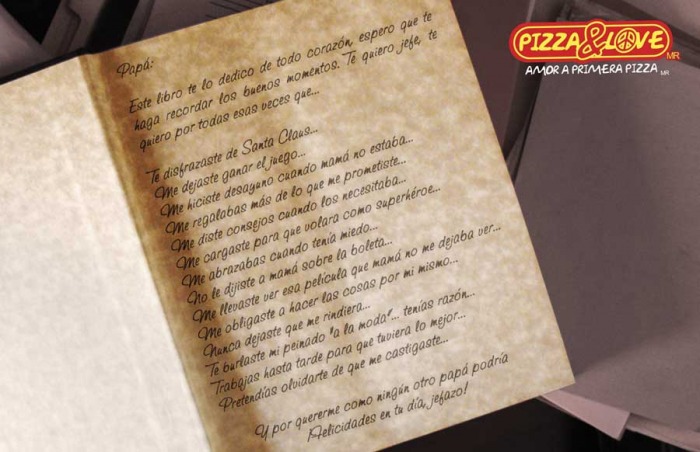 PIZZA&LOVE MR
AMOR A PRIMERA PIZZA MR
Papá:
Este libro te lo dedico de todo corazón, espero que te
haga recordar los buenos momentos. Te quiero jefe, te
quiero por todas esas veces que...
Te disfrazaste de Santa Claus...
Me dejaste ganar el juego...
Me hiciste desayuno cuando mamá no estaba...
Me regalabas más de lo que me prometiste...
Me diste consejos cuando los necesitaba...
Me cargaste para que volara como superhéroe...
Me abrazabas cuando tenía miedo...
No le dijiste a mamá sobre la boleta...
Me llevaste ver esa película que mamá no me dejaba ver...
Me obligaste a hacer las cosas por mi mismo...
Nunca dejaste que me rindiera...
Te burlaste mi peinado "a la moda"... tenías razón...
Trabajas hasta tarde para que tuviera lo mejor...
Pretendías olvidarte de que me castigaste...
Y por quererme como ningún otro papá podría
¡Felicidades en tu día, jefazo!